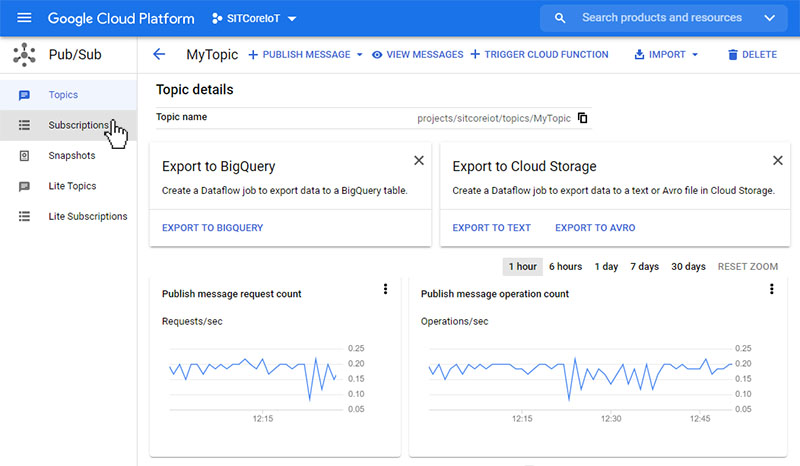 Google Cloud Platform
SITCoreIoT
Search products and resources
Pub/Sub
MyTopic
PUBLISH MESSAGE
VIEW MESSAGES
TRIGGER CLOUD FUNCTION
IMPORT
DELETE
Topics
Subscriptions
Snapshots
Lite Topics
Lite Subscriptions
Topic details
Topic name
projects/sitcoreiot/topics/MyTopic
Export to BigQuery
Create a Dataflow job to export data to a BigQuery table.
EXPORT TO BIGQUERY
Export to Cloud Storage
Create a Dataflow job to export data to a text or Avro file in Cloud Storage.
EXPORT TO TEXT
EXPORT TO AVRO
1 hour
6 hours
1 day
7 days
30 days
RESET ZOOM
Publish message request count
Requests/sec
0.25
0.20
0.15
0.10
0.05
12:15
Publish message operation count
Operations/sec
0.25
0.20
0.15
0.10
0.05
12:15
12:30
12:45